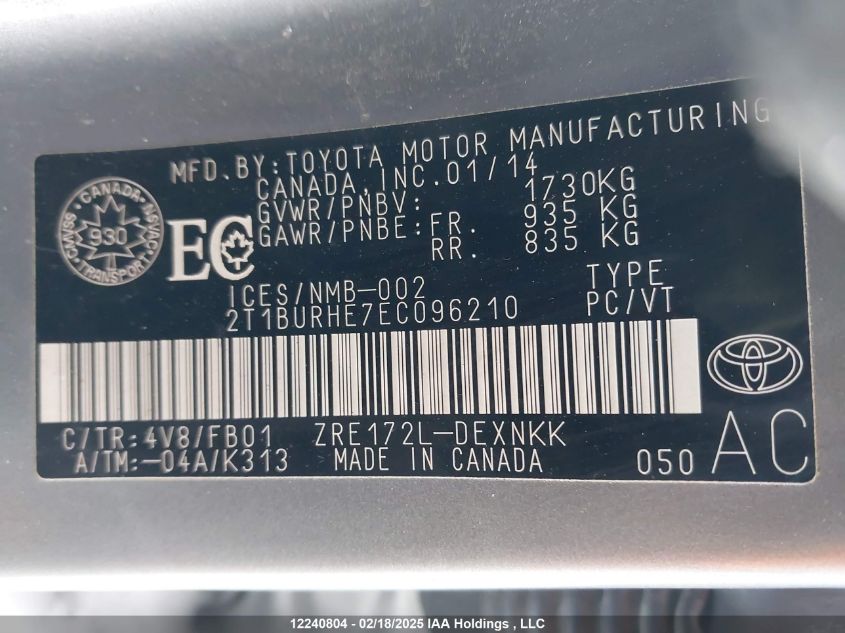 MFD.BY:TOYOTA MOTOR MANUFACTURING
CANADA, INC.01/14
GVWR/PNBV: 1730KG
GAWR/PNBE:FR. 935 KG
RR. 835 KG
CANADA
CMVSS 930 NSVAC
TRANSPORT
EC
ICES/NMB-002
TYPE
2T1BURHE7EC096210
PC/VT
C/TR:4V8/FB01 ZRE172L-DEXNKK
A/TM:-04A/K313 MADE IN CANADA
050 AC
12240804 - 02/18/2025 IAA Holdings , LLC